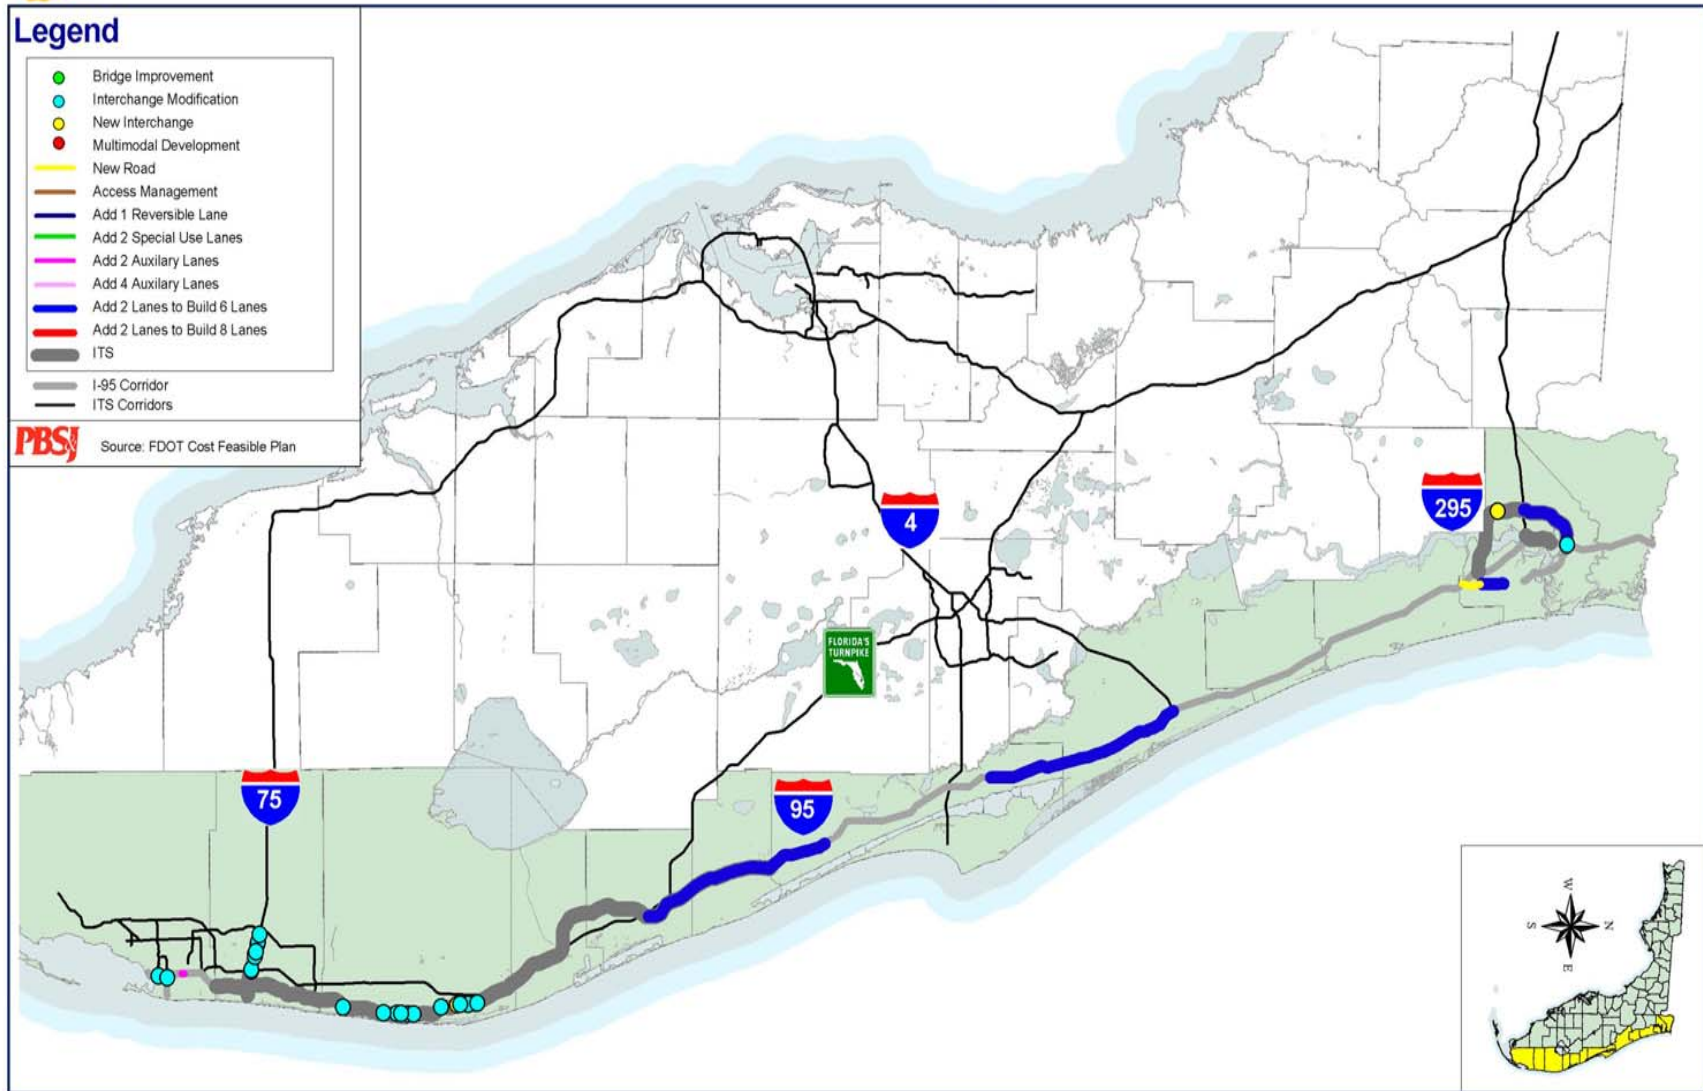 Legend
Bridge Improvement
Interchange Modification
New Interchange
Multimodal Development
New Road
Access Management
Add 1 Reversible Lane
Add 2 Special Use Lanes
Add 2 Auxilary Lanes
Add 4 Auxilary Lanes
Add 2 Lanes to Build 6 Lanes
Add 2 Lanes to Build 8 Lanes
ITS
I-95 Corridor
ITS Corridors
PBSJ Source: FDOT Cost Feasible Plan
295
4
FLORIDA'S
TURNPIKE
75
95
W
S N
E